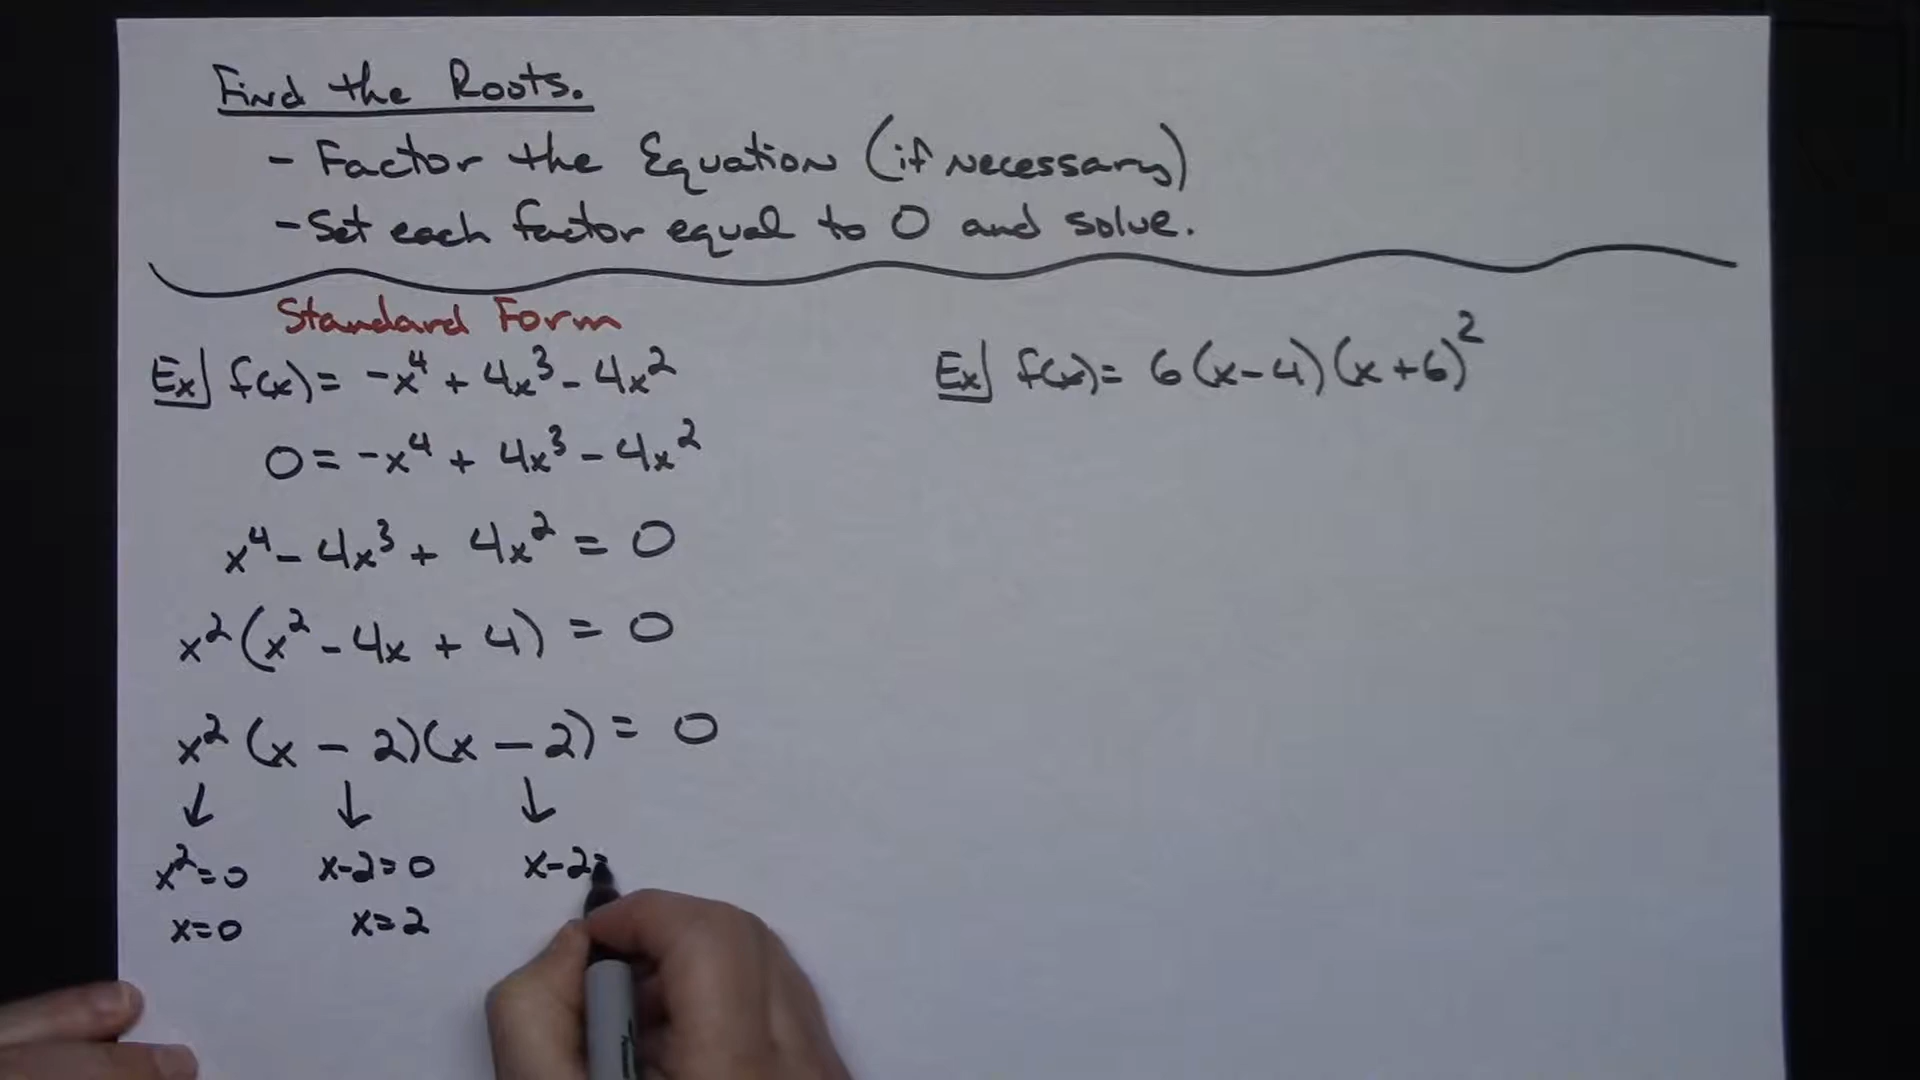 Find the Roots.
- Factor the Equation (if necessary)
- Set each factor equal to 0 and solve.
Standard Form
Ex] f(x) = -x⁴ + 4x³ - 4x²
0 = -x⁴ + 4x³ - 4x²
x⁴ - 4x³ + 4x² = 0
x²(x² - 4x + 4) = 0
x²(x - 2)(x - 2) = 0
↓ ↓ ↓
x² = 0 x-2=0 x-2=
x=0 x=2
Ex] f(x) = 6(x-4)(x+6)²